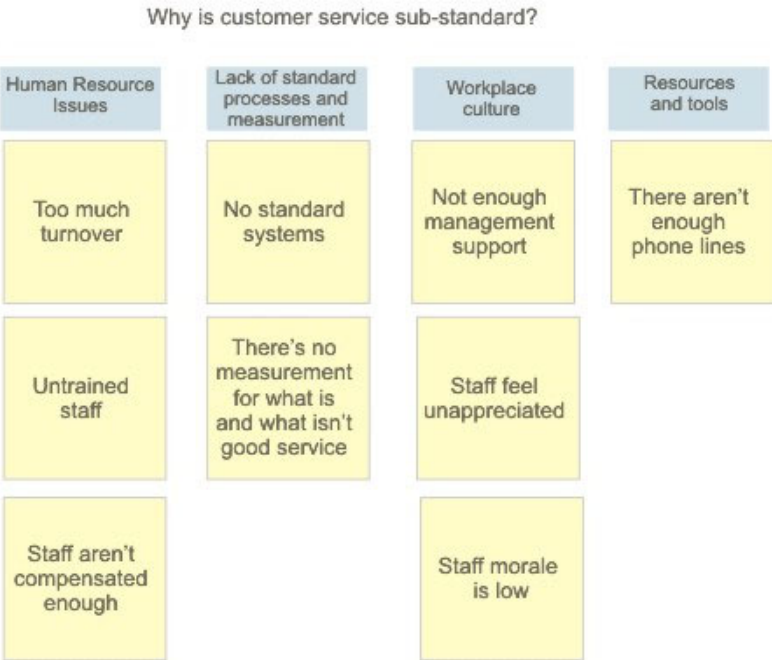 Why is customer service sub-standard?
Human Resource
Issues
Lack of standard
processes and
measurement
Workplace
culture
Resources
and tools
Too much
turnover
No standard
systems
Not enough
management
support
There aren't
enough
phone lines
Untrained
staff
There's no
measurement
for what is
and what isn't
good service
Staff feel
unappreciated
Staff aren't
compensated
enough
Staff morale
is low